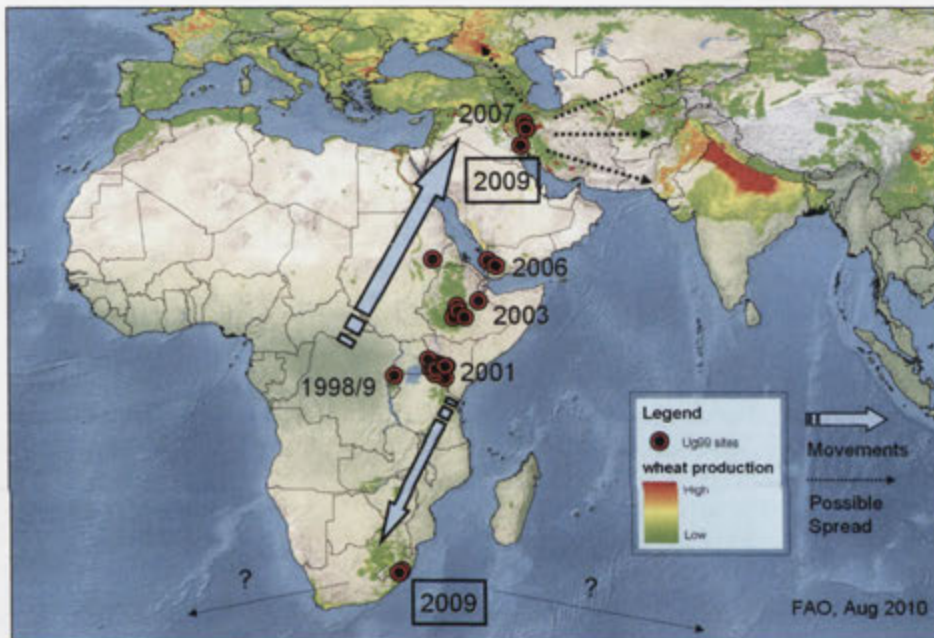 2007
2009
2006
2003
2001
1998/9
Legend
Ug99 sites
wheat production
High
Low
Movements
Possible
Spread
?
?
2009
FAO, Aug 2010